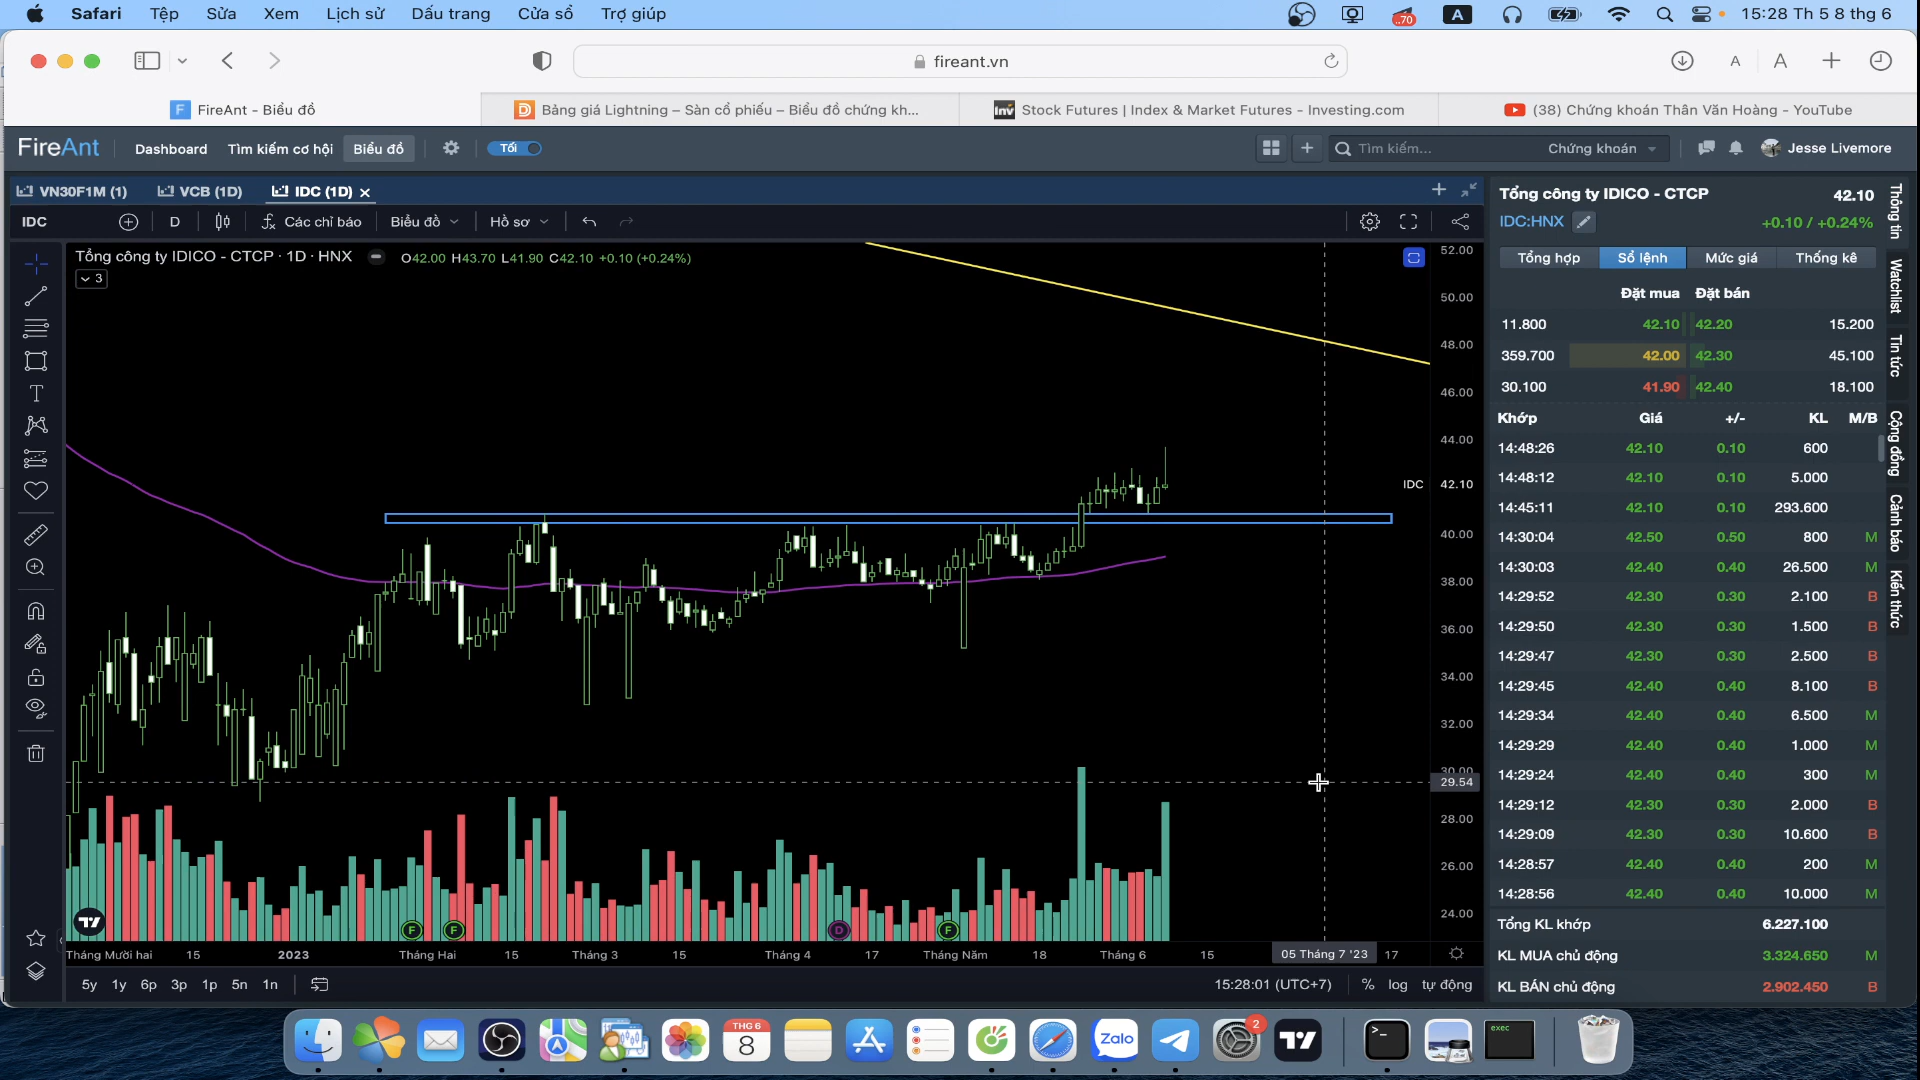 Safari Tệp Sửa Xem Lịch sử Dấu trang Cửa sổ Trợ giúp 70 A 15:28 Th 5 8 thg 6
fireant.vn A A
FireAnt - Biểu đồ
Bảng giá Lightning – Sàn cổ phiếu – Biểu đồ chứng kh...
Stock Futures | Index & Market Futures - Investing.com
(38) Chứng khoán Thân Văn Hoàng - YouTube
FireAnt Dashboard Tìm kiếm cơ hội Biểu đồ Tối Tìm kiếm... Chứng khoán Jesse Livemore
VN30F1M (1) VCB (1D) IDC (1D)
IDC D Các chỉ báo Biểu đồ Hồ sơ
Tổng công ty IDICO - CTCP · 1D · HNX O42.00 H43.70 L41.90 C42.10 +0.10 (+0.24%)
3
52.00
50.00
48.00
46.00
44.00
IDC 42.10
40.00
38.00
36.00
34.00
32.00
30.00
29.54
28.00
26.00
24.00
F F D F
Tháng Mười hai 15 2023 Tháng Hai 15 Tháng 3 15 Tháng 4 17 Tháng Năm 18 Tháng 6 15 05 Tháng 7 '23 17
5y 1y 6p 3p 1p 5n 1n 15:28:01 (UTC+7) % log tự động
Tổng công ty IDICO - CTCP 42.10
IDC:HNX +0.10 / +0.24%
Tổng hợp Sổ lệnh Mức giá Thống kê
Đặt mua Đặt bán
11.800 42.10 42.20 15.200
359.700 42.00 42.30 45.100
30.100 41.90 42.40 18.100
Khớp Giá +/- KL M/B
14:48:26 42.10 0.10 600
14:48:12 42.10 0.10 5.000
14:45:11 42.10 0.10 293.600
14:30:04 42.50 0.50 800 M
14:30:03 42.40 0.40 26.500 M
14:29:52 42.30 0.30 2.100 B
14:29:50 42.30 0.30 1.500 B
14:29:47 42.30 0.30 2.500 B
14:29:45 42.40 0.40 8.100 B
14:29:34 42.40 0.40 6.500 M
14:29:29 42.40 0.40 1.000 M
14:29:24 42.40 0.40 300 M
14:29:12 42.30 0.30 2.000 B
14:29:09 42.30 0.30 10.600 B
14:28:57 42.40 0.40 200 M
14:28:56 42.40 0.40 10.000 M
Tổng KL khớp 6.227.100
KL MUA chủ động 3.324.650 M
KL BÁN chủ động 2.902.450 B
Thông tin
Watchlist
Tin tức
Cộng đồng
Cảnh báo
Kiến thức
THG 6
8
Zalo
2
exec